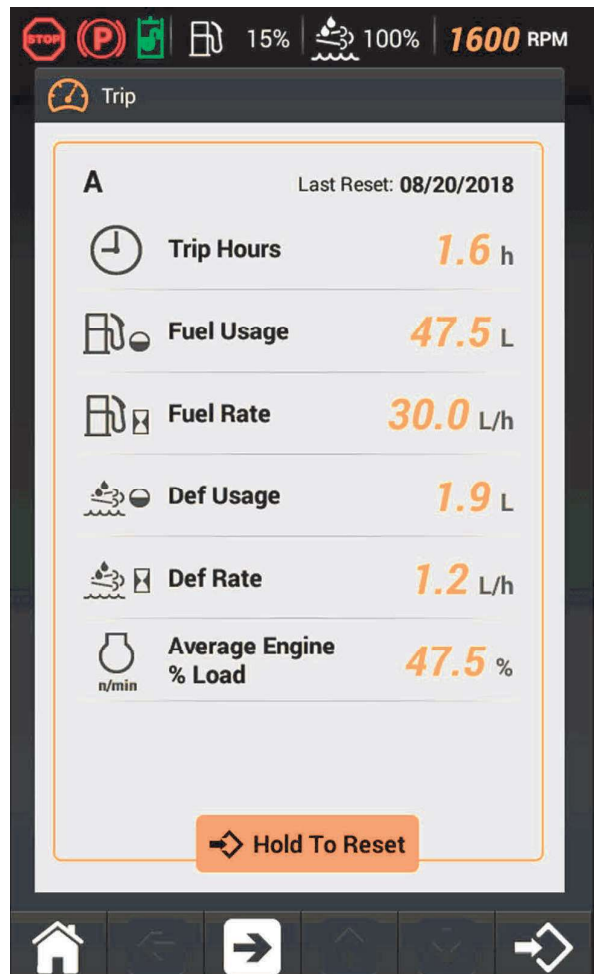 STOP P 15% 100% 1600 RPM
Trip
A Last Reset: 08/20/2018
Trip Hours 1.6 h
Fuel Usage 47.5 L
Fuel Rate 30.0 L/h
Def Usage 1.9 L
Def Rate 1.2 L/h
Average Engine
% Load 47.5 %
n/min
Hold To Reset